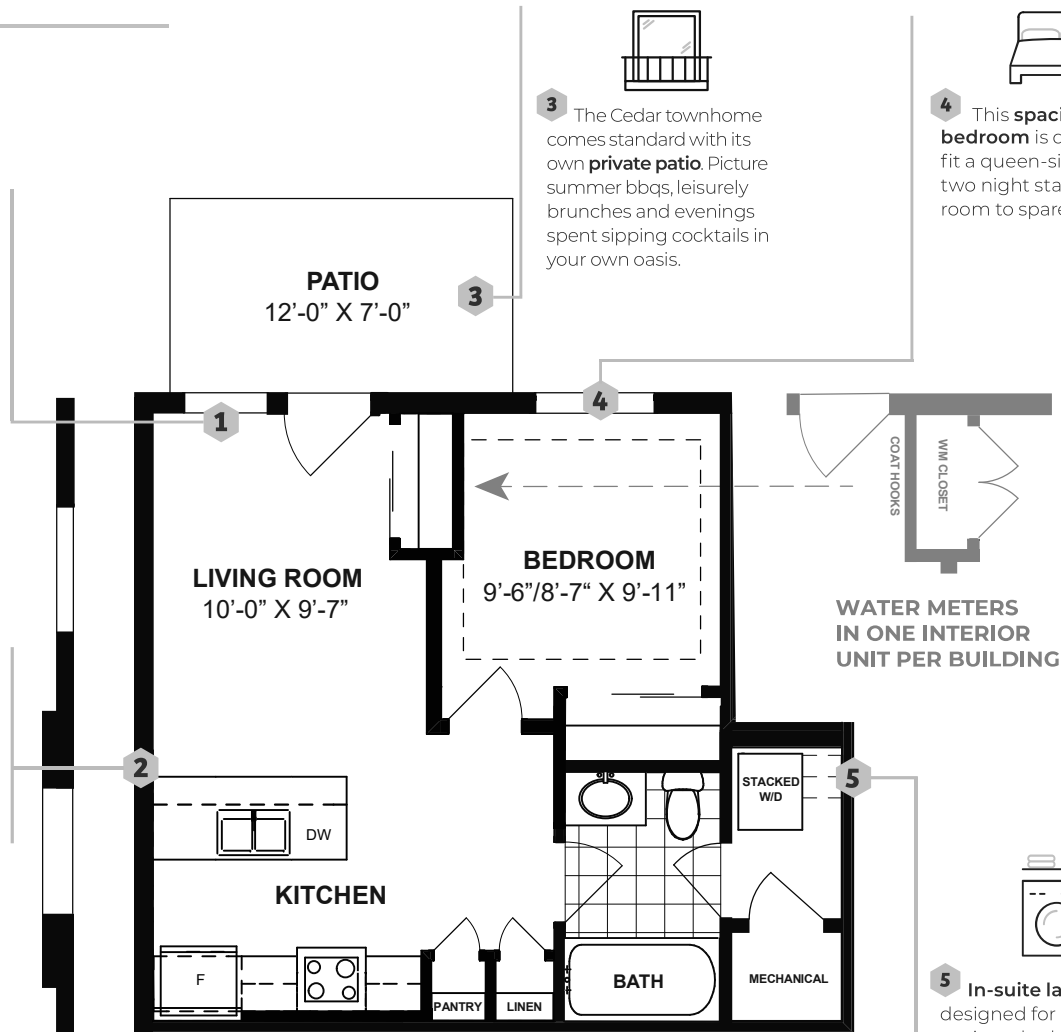 3 The Cedar townhome
comes standard with its
own private patio. Picture
summer bbqs, leisurely
brunches and evenings
spent sipping cocktails in
your own oasis.
4 This
bedroom is
fit a
two night
room to spare
PATIO
12'-0” X 7'-0”
3
1
4
COAT HOOKS
WM CLOSET
LIVING ROOM
10'-0” X 9'-7”
BEDROOM
9'-6”/8'-7“ X 9'-11”
WATER METERS
IN ONE INTERIOR
UNIT PER BUILDING
2
5
STACKED
W/D
DW
KITCHEN
F
PANTRY
LINEN
BATH
MECHANICAL
5 In-suite
designed for